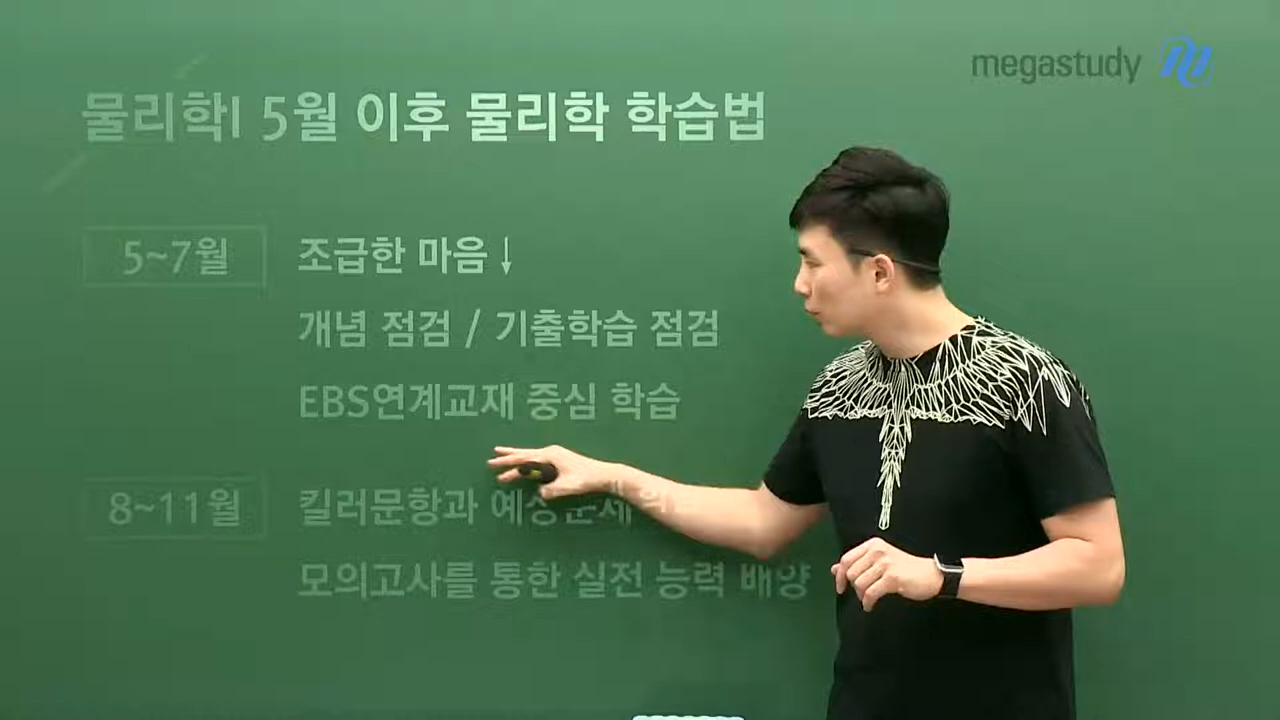 megastudy
물리학I 5월 이후 물리학 학습법
5~7월 조급한 마음↓
개념 점검 / 기출학습 점검
EBS연계교재 중심 학습
8~11월 킬러문항과
모의고사를 통한 실전 능력 배양